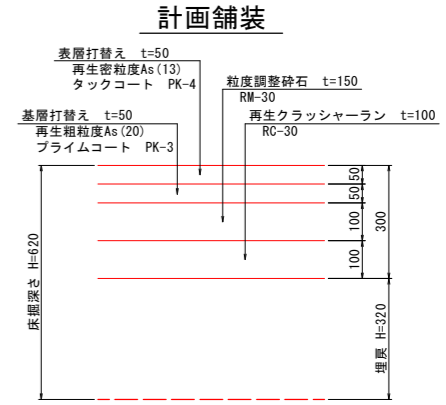 計画舗装
表層打替え t=50
再生密粒度As(13)
タックコート PK-4
基層打替え t=50
再生粗粒度As(20)
プライムコート PK-3
粒度調整砕石 t=150
RM-30
再生クラッシャーラン t=100
RC-30
50
50
100
100
300
床掘深さ H=620
埋戻 H=320